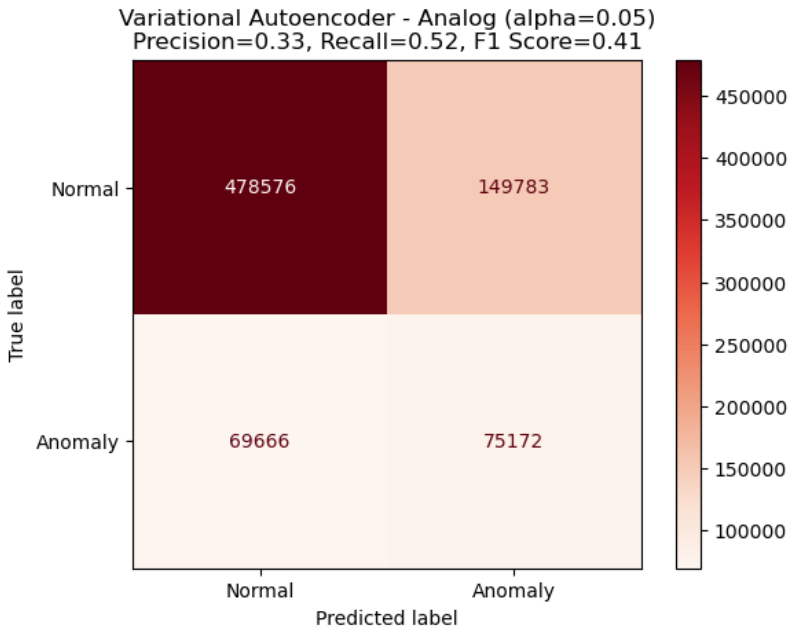 Variational Autoencoder - Analog (alpha=0.05)
Precision=0.33, Recall=0.52, F1 Score=0.41
450000
400000
350000
300000
250000
200000
150000
100000
True label
Normal
478576
149783
Anomaly
69666
75172
Normal
Anomaly
Predicted label